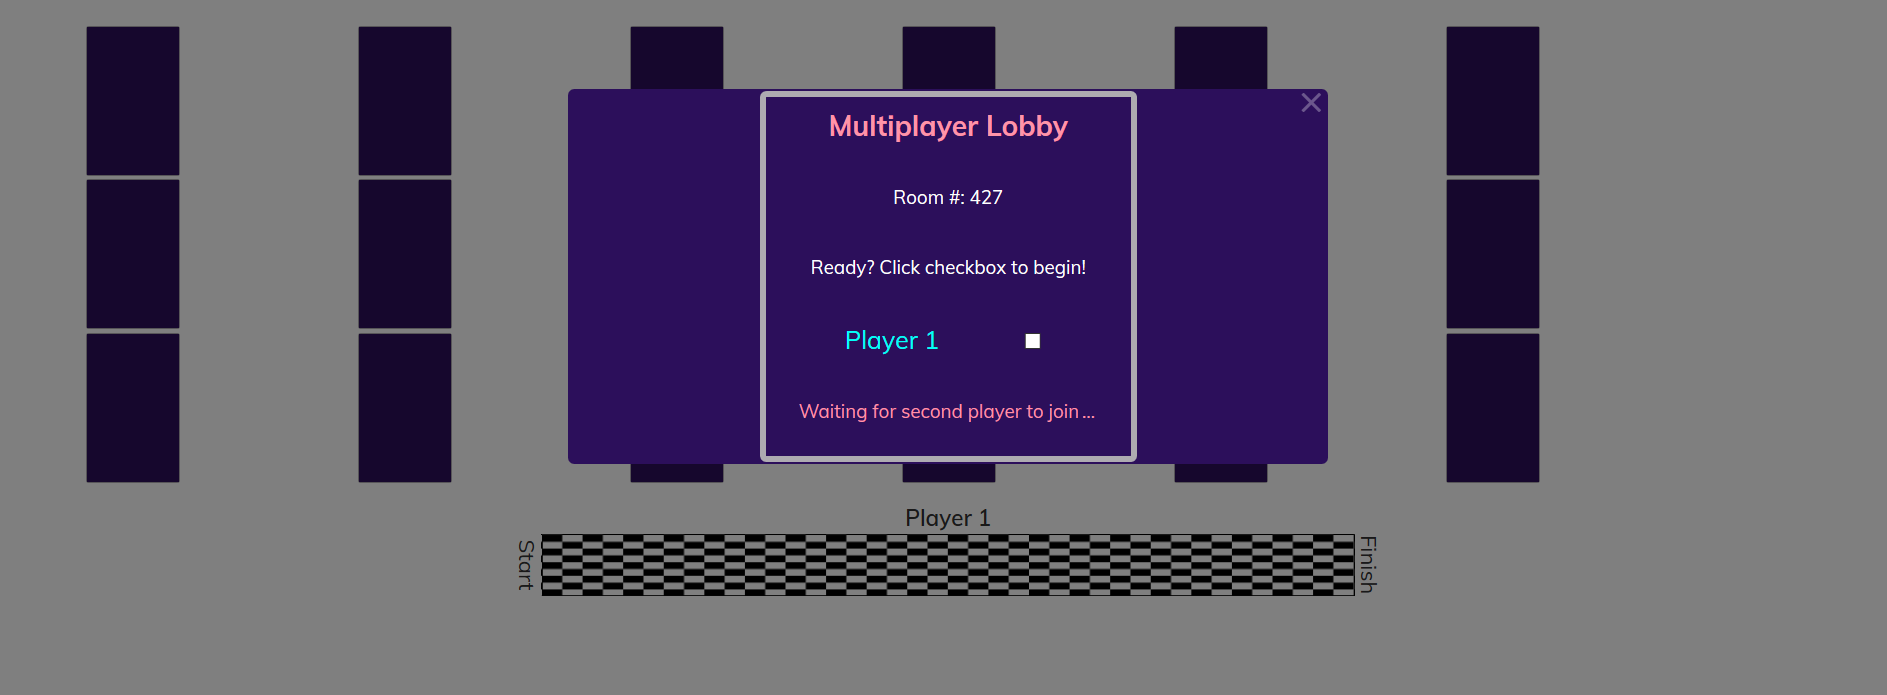 Multiplayer Lobby
Room #: 427
Ready? Click checkbox to begin!
Player 1
Waiting for second player to join ...
Player 1
Start
Finish